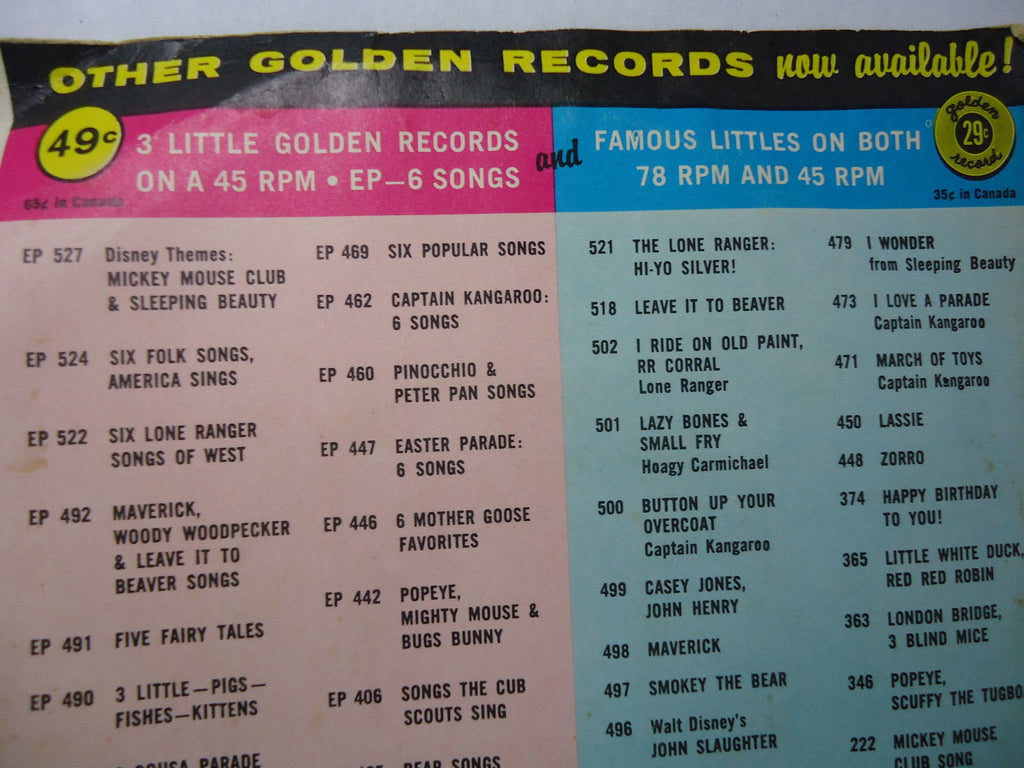 OTHER GOLDEN RECORDS now available!
49c
3 LITTLE GOLDEN RECORDS
ON A 45 RPM • EP–6 SONGS
65¢ in Canada
and
FAMOUS LITTLES ON BOTH
78 RPM AND 45 RPM
golden
29c
record
35¢ in Canada
EP 527 Disney Themes:
MICKEY MOUSE CLUB
& SLEEPING BEAUTY
EP 524 SIX FOLK SONGS,
AMERICA SINGS
EP 522 SIX LONE RANGER
SONGS OF WEST
EP 492 MAVERICK,
WOODY WOODPECKER
& LEAVE IT TO
BEAVER SONGS
EP 491 FIVE FAIRY TALES
EP 490 3 LITTLE–PIGS–
FISHES–KITTENS
SOUSA PARADE
EP 469 SIX POPULAR SONGS
EP 462 CAPTAIN KANGAROO:
6 SONGS
EP 460 PINOCCHIO &
PETER PAN SONGS
EP 447 EASTER PARADE:
6 SONGS
EP 446 6 MOTHER GOOSE
FAVORITES
EP 442 POPEYE,
MIGHTY MOUSE &
BUGS BUNNY
EP 406 SONGS THE CUB
SCOUTS SING
BEAR SONGS
521 THE LONE RANGER:
HI-YO SILVER!
518 LEAVE IT TO BEAVER
502 I RIDE ON OLD PAINT,
RR CORRAL
Lone Ranger
501 LAZY BONES &
SMALL FRY
Hoagy Carmichael
500 BUTTON UP YOUR
OVERCOAT
Captain Kangaroo
499 CASEY JONES,
JOHN HENRY
498 MAVERICK
497 SMOKEY THE BEAR
496 Walt Disney's
JOHN SLAUGHTER
479 I WONDER
from Sleeping Beauty
473 I LOVE A PARADE
Captain Kangaroo
471 MARCH OF TOYS
Captain Kangaroo
450 LASSIE
448 ZORRO
374 HAPPY BIRTHDAY
TO YOU!
365 LITTLE WHITE DUCK,
RED RED ROBIN
363 LONDON BRIDGE,
3 BLIND MICE
346 POPEYE,
SCUFFY THE TUGBO
222 MICKEY MOUSE
CLUB SONG